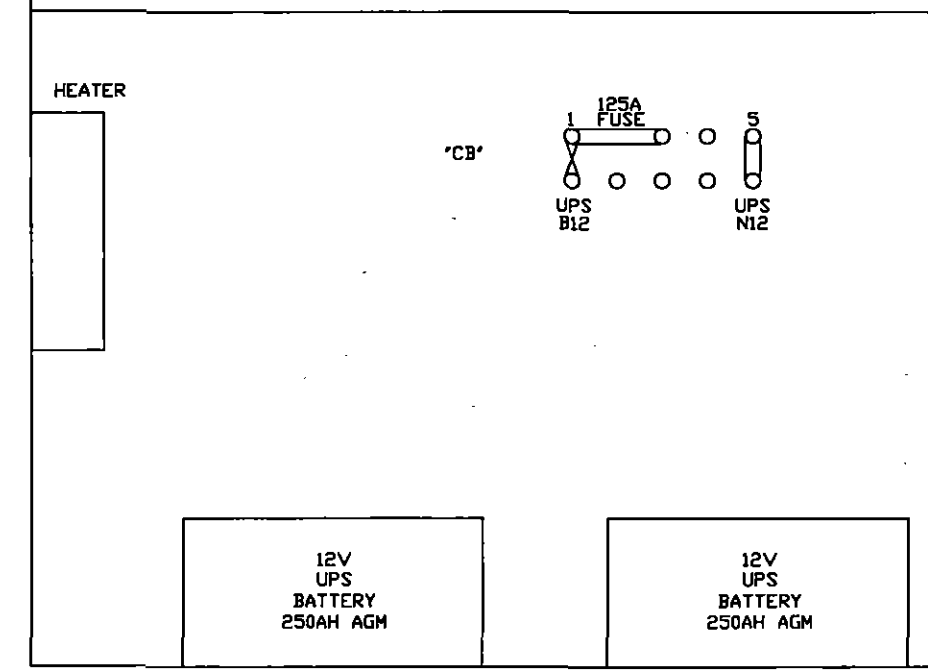 HEATER
125A
FUSE
1
5
"CB"
UPS
B12
UPS
N12
12V
UPS
BATTERY
250AH AGM
12V
UPS
BATTERY
250AH AGM